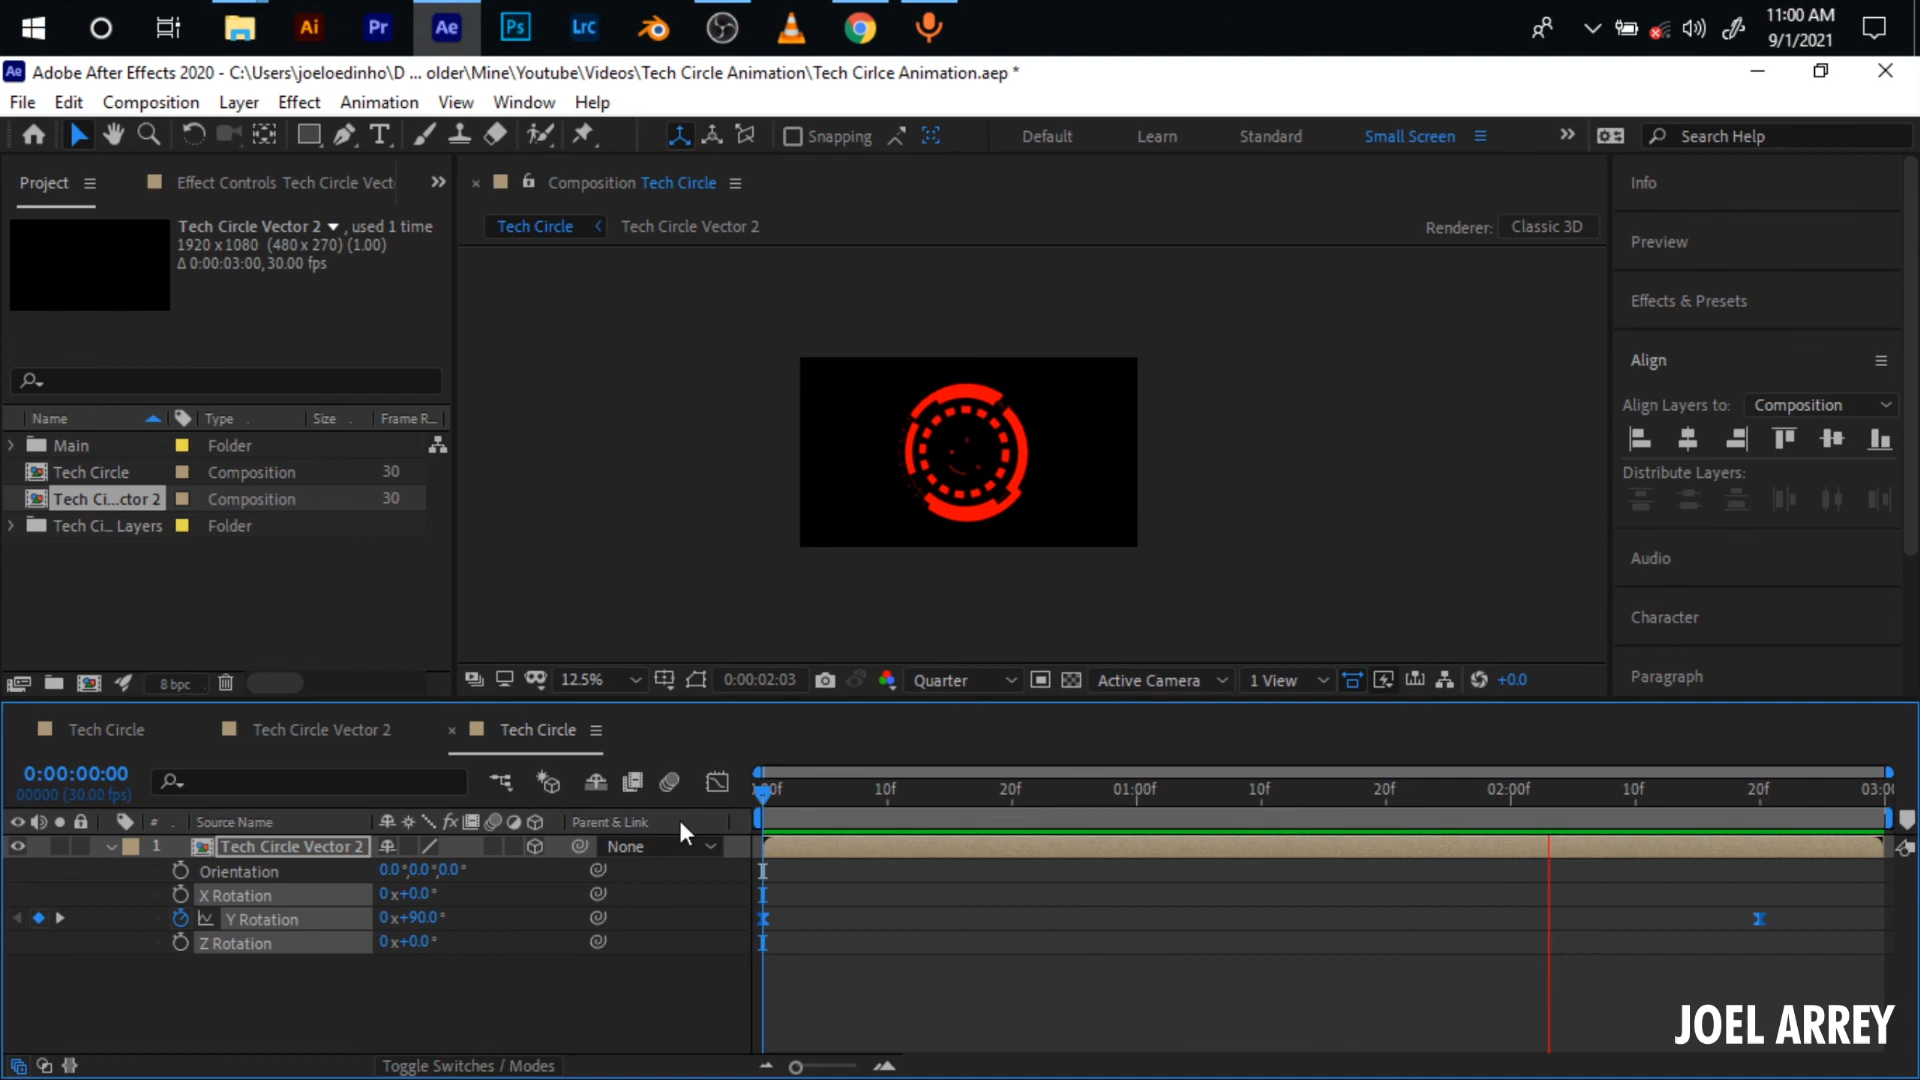 Ai
Pr
Ae
Ps
Lrc
11:00 AM
9/1/2021
Ae
Adobe After Effects 2020 - C:\Users\joeloedinho\D ... older\Mine\Youtube\Videos\Tech Circle Animation\Tech Cirlce Animation.aep *
File Edit Composition Layer Effect Animation View Window Help
T
Snapping
Default
Learn
Standard
Small Screen
Search Help
Project
Effect Controls Tech Circle Vect
Composition Tech Circle
Info
Tech Circle Vector 2 , used 1 time
1920 x 1080 (480 x 270) (1.00)
Δ 0:00:03:00, 30.00 fps
Tech Circle
Tech Circle Vector 2
Renderer: Classic 3D
Preview
Effects & Presets
Align
Align Layers to: Composition
Distribute Layers:
Name Type Size Frame R...
Main Folder
Tech Circle Composition 30
Tech Ci...ctor 2 Composition 30
Tech Ci... Layers Folder
Audio
Character
Paragraph
8 bpc
12.5%
0:00:02:03
Quarter
Active Camera
1 View
+0.0
Tech Circle
Tech Circle Vector 2
Tech Circle
0:00:00:00
00000 (30.00 fps)
00f 10f 20f 01:00f 10f 20f 02:00f 10f 20f 03:00
# Source Name fx Parent & Link
1 Tech Circle Vector 2 None
Orientation 0.0°,0.0°,0.0°
X Rotation 0x+0.0°
Y Rotation 0x+90.0°
Z Rotation 0x+0.0°
Toggle Switches / Modes
JOEL ARREY